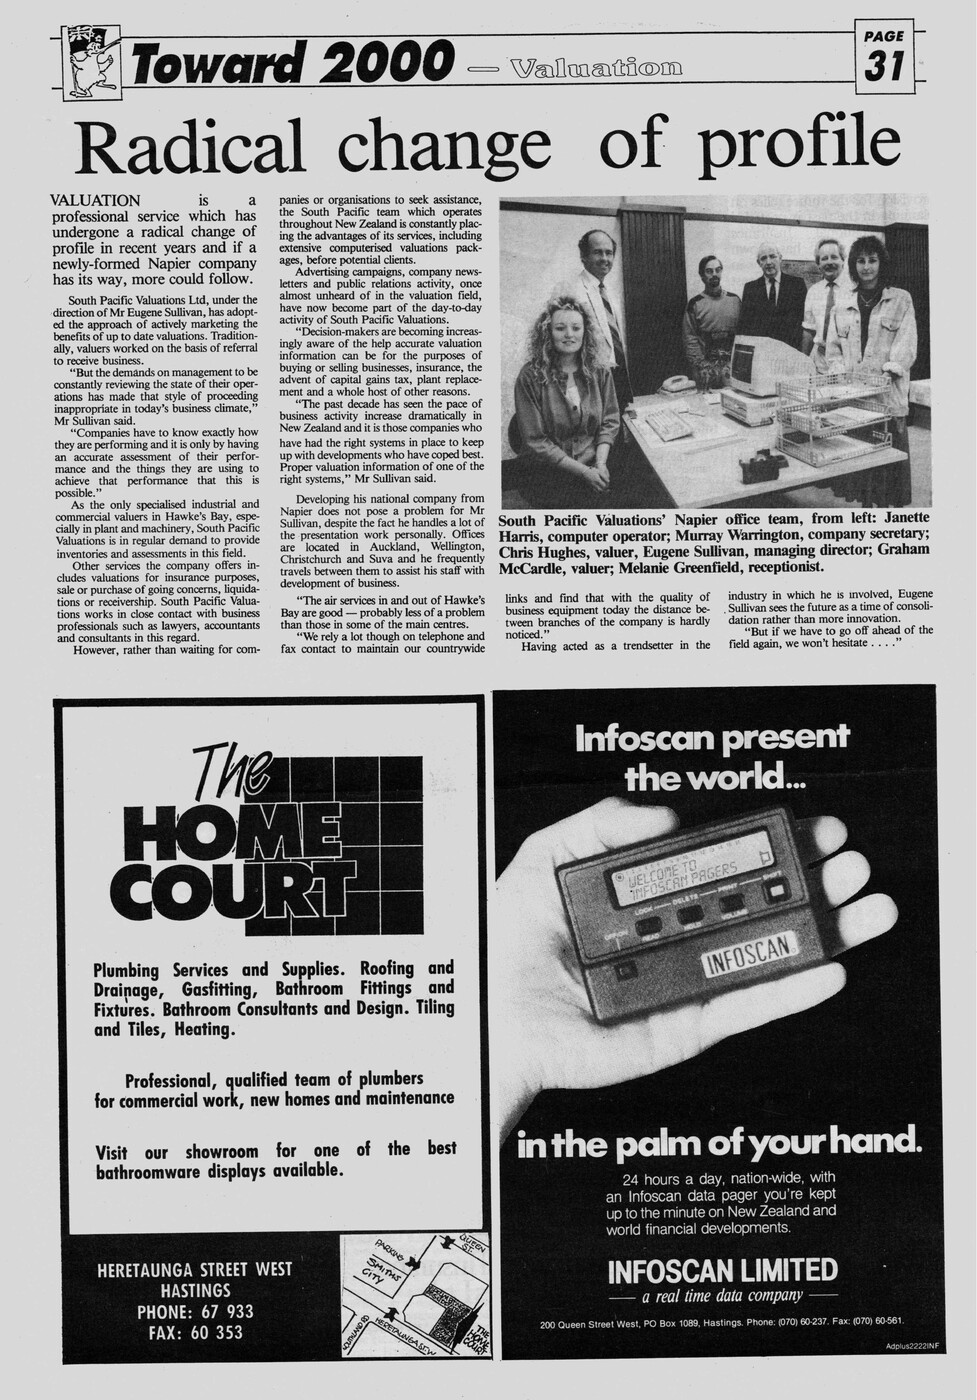 Toward 2000 — Valuation
PAGE
31
Radical change of profile
VALUATION is a
professional service which has
undergone a radical change of
profile in recent years and if a
newly-formed Napier company
has its way, more could follow.
South Pacific Valuations Ltd, under the
direction of Mr Eugene Sullivan, has adopt-
ed the approach of actively marketing the
benefits of up to date valuations. Tradition-
ally, valuers worked on the basis of referral
to receive business.
"But the demands on management to be
constantly reviewing the state of their oper-
ations has made that style of proceeding
inappropriate in today's business climate,"
Mr Sullivan said.
"Companies have to know exactly how
they are performing and it is only by having
an accurate assessment of their perfor-
mance and the things they are using to
achieve that performance that this is
possible."
As the only specialised industrial and
commercial valuers in Hawke's Bay, espe-
cially in plant and machinery, South Pacific
Valuations is in regular demand to provide
inventories and assessments in this field.
Other services the company offers in-
cludes valuations for insurance purposes,
sale or purchase of going concerns, liquida-
tions or receivership. South Pacific Valua-
tions works in close contact with business
professionals such as lawyers, accountants
and consultants in this regard.
However, rather than waiting for com-
panies or organisations to seek assistance,
the South Pacific team which operates
throughout New Zealand is constantly plac-
ing the advantages of its services, including
extensive computerised valuations pack-
ages, before potential clients.
Advertising campaigns, company news-
letters and public relations activity, once
almost unheard of in the valuation field,
have now become part of the day-to-day
activity of South Pacific Valuations.
"Decision-makers are becoming increas-
ingly aware of the help accurate valuation
information can be for the purposes of
buying or selling businesses, insurance, the
advent of capital gains tax, plant replace-
ment and a whole host of other reasons.
"The past decade has seen the pace of
business activity increase dramatically in
New Zealand and it is those companies who
have had the right systems in place to keep
up with developments who have coped best.
Proper valuation information of one of the
right systems," Mr Sullivan said.
Developing his national company from
Napier does not pose a problem for Mr
Sullivan, despite the fact he handles a lot of
the presentation work personally. Offices
are located in Auckland, Wellington,
Christchurch and Suva and he frequently
travels between them to assist his staff with
development of business.
"The air services in and out of Hawke's
Bay are good — probably less of a problem
than those in some of the main centres.
"We rely a lot though on telephone and
fax contact to maintain our countrywide
South Pacific Valuations' Napier office team, from left: Janette
Harris, computer operator; Murray Warrington, company secretary;
Chris Hughes, valuer, Eugene Sullivan, managing director; Graham
McCardle, valuer; Melanie Greenfield, receptionist.
links and find that with the quality of
business equipment today the distance be-
tween branches of the company is hardly
noticed."
Having acted as a trendsetter in the
industry in which he is involved, Eugene
Sullivan sees the future as a time of consoli-
dation rather than more innovation.
"But if we have to go off ahead of the
field again, we won't hesitate . . . ."
The
HOME
COURT
Plumbing Services and Supplies. Roofing and
Drainage, Gasfitting, Bathroom Fittings and
Fixtures. Bathroom Consultants and Design. Tiling
and Tiles, Heating.
Professional, qualified team of plumbers
for commercial work, new homes and maintenance
Visit our showroom for one of the best
bathroomware displays available.
HERETAUNGA STREET WEST
HASTINGS
PHONE: 67 933
FAX: 60 353
PARKING
QUEEN
ST.
SMITHS
CITY
HERETAUNGA ST. W
THE
HOME
COURT
Infoscan present
the world...
WELCOME TO
INFOSCAN PAGERS
LOCK DELETE PRINT SHIFT
READ HOLD VOLUME
INFOSCAN
in the palm of your hand.
24 hours a day, nation-wide, with
an Infoscan data pager you're kept
up to the minute on New Zealand and
world financial developments.
INFOSCAN LIMITED
— a real time data company —
200 Queen Street West, PO Box 1089, Hastings. Phone: (070) 60-237. Fax: (070) 60-561.
Adplus2222INF